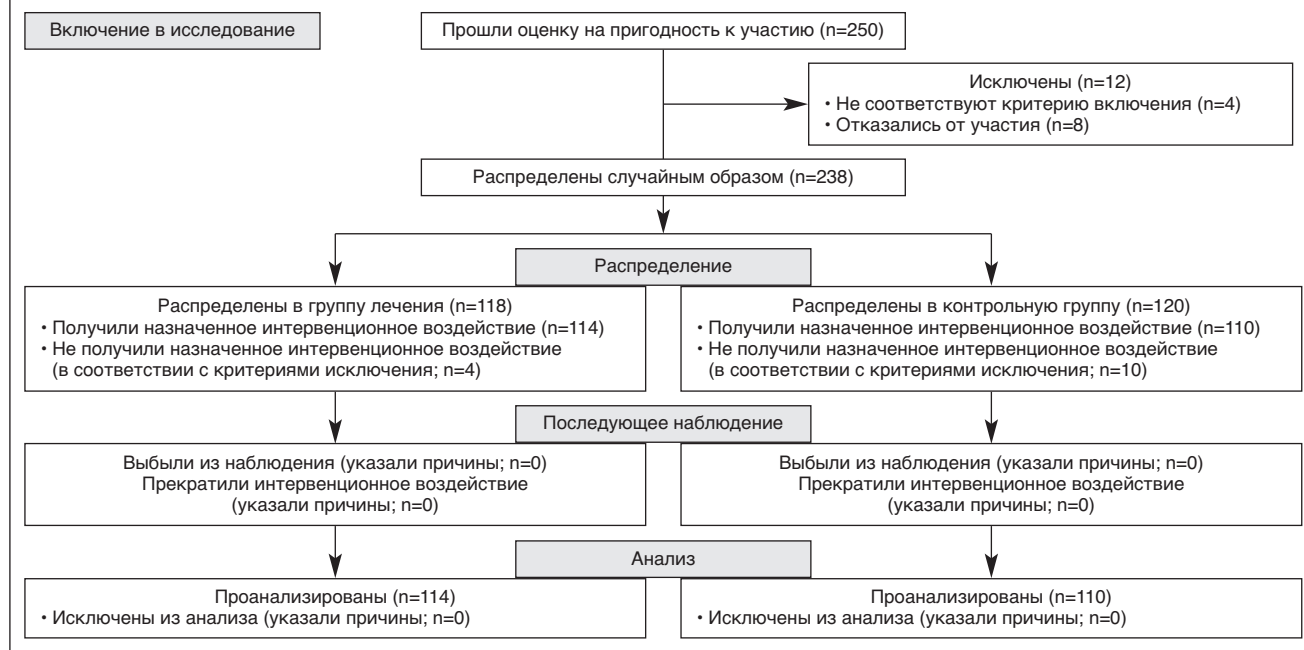 Включение в исследование
Прошли оценку на пригодность к участию (n=250)
Исключены (n=12)
• Не соответствуют критерию включения (n=4)
• Отказались от участия (n=8)
Распределены случайным образом (n=238)
Распределение
Распределены в группу лечения (n=118)
• Получили назначенное интервенционное воздействие (n=114)
• Не получили назначенное интервенционное воздействие
(в соответствии с критериями исключения; n=4)
Распределены в контрольную группу (n=120)
• Получили назначенное интервенционное воздействие (n=110)
• Не получили назначенное интервенционное воздействие
(в соответствии с критериями исключения; n=10)
Последующее наблюдение
Выбыли из наблюдения (указали причины; n=0)
Прекратили интервенционное воздействие
(указали причины; n=0)
Выбыли из наблюдения (указали причины; n=0)
Прекратили интервенционное воздействие
(указали причины; n=0)
Анализ
Проанализированы (n=114)
• Исключены из анализа (указали причины; n=0)
Проанализированы (n=110)
• Исключены из анализа (указали причины; n=0)